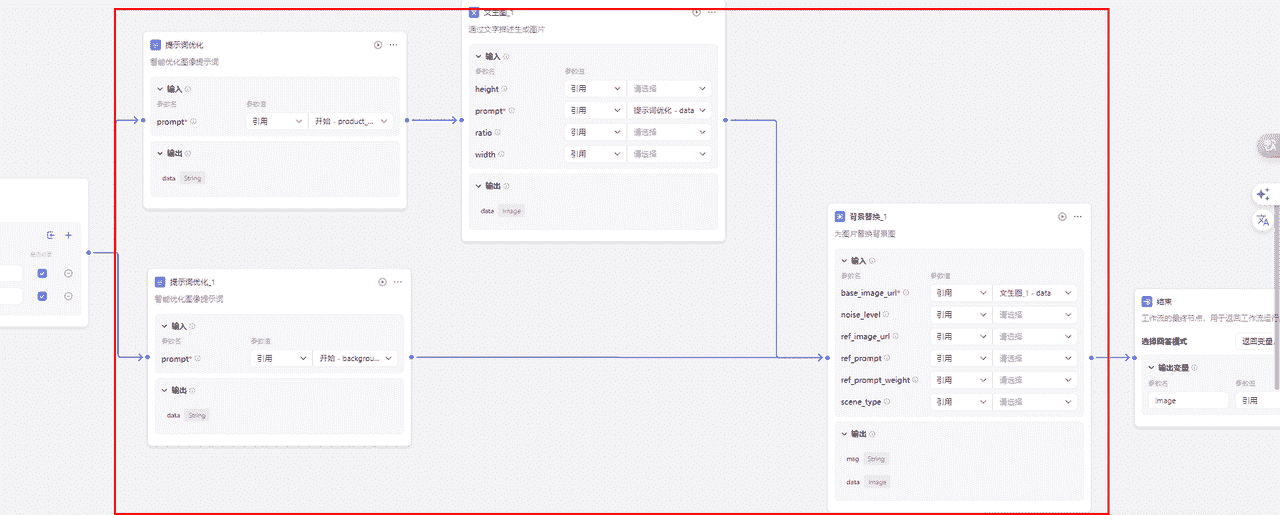 提示词优化
智能优化图像提示词
输入
参数名 参数值
prompt* 引用 开始 - product_...
输出
data String
文生图_1
通过文字描述生成图片
输入
参数名 参数值
height 引用 请选择
prompt* 引用 提示词优化 - data
ratio 引用 请选择
width 引用 请选择
输出
data Image
是否必要
提示词优化_1
智能优化图像提示词
输入
参数名 参数值
prompt* 引用 开始 - backgrou...
输出
data String
背景替换_1
为图片替换背景图
输入
参数名 参数值
base_image_url* 引用 文生图_1 - data
noise_level 引用 请选择
ref_image_url 引用 请选择
ref_prompt 引用 请选择
ref_prompt_weight 引用 请选择
scene_type 引用 请选择
输出
msg String
data Image
结束
工作流的最终节点，用于返回工作流运行
选择回答模式 返回变量，
输出变量
参数名 参数值
image 引用